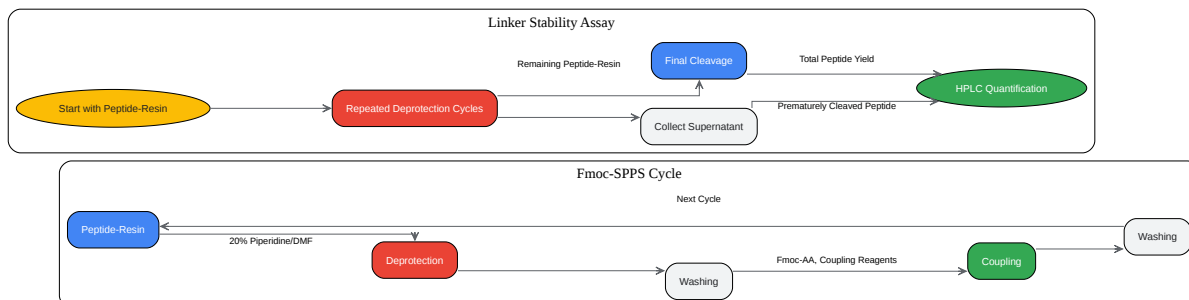 Linker Stability Assay
Remaining Peptide-Resin
Final Cleavage
Total Peptide Yield
HPLC Quantification
Start with Peptide-Resin
Repeated Deprotection Cycles
Prematurely Cleaved Peptide
Collect Supernatant
Fmoc-SPPS Cycle
Next Cycle
Peptide-Resin
20% Piperidine/DMF
Washing
Deprotection
Fmoc-AA, Coupling Reagents
Coupling
Washing